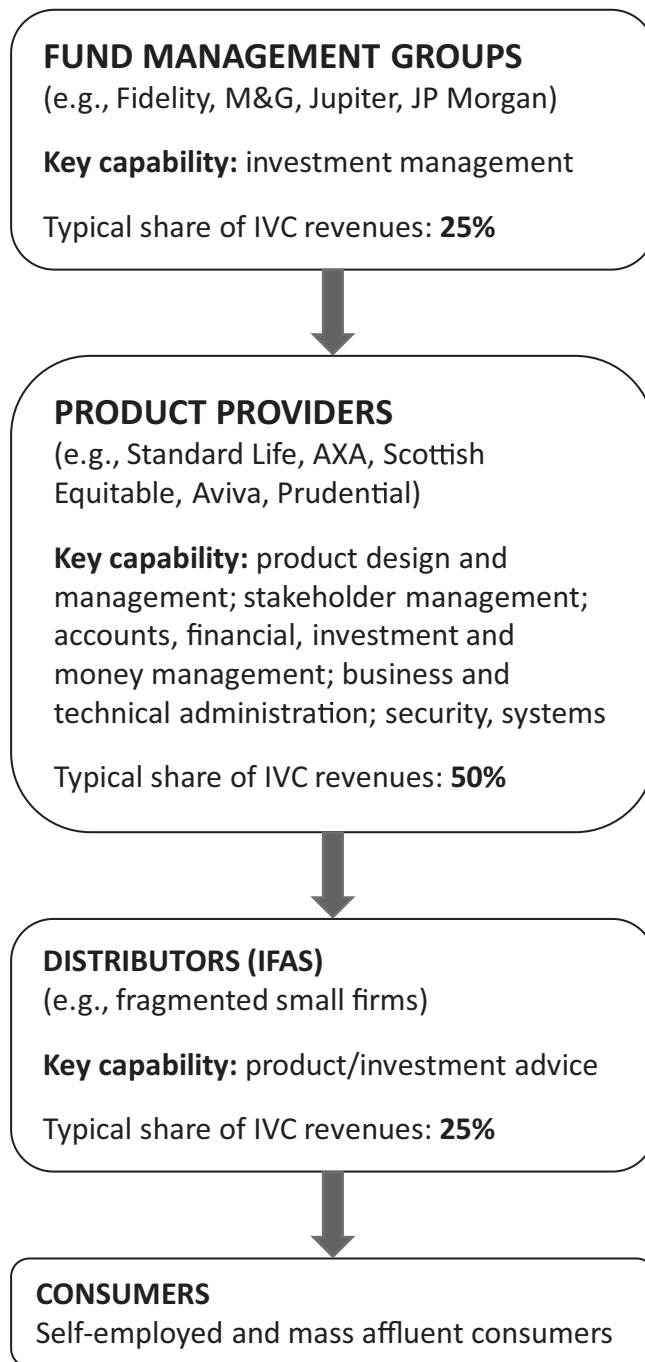 FUND MANAGEMENT GROUPS
(e.g., Fidelity, M&G, Jupiter, JP Morgan)
Key capability: investment management
Typical share of IVC revenues: 25%
PRODUCT PROVIDERS
(e.g., Standard Life, AXA, Scottish
Equitable, Aviva, Prudential)
Key capability: product design and
management; stakeholder management;
accounts, financial, investment and
money management; business and
technical administration; security, systems
Typical share of IVC revenues: 50%
DISTRIBUTORS (IFAS)
(e.g., fragmented small firms)
Key capability: product/investment advice
Typical share of IVC revenues: 25%
CONSUMERS
Self-employed and mass affluent consumers